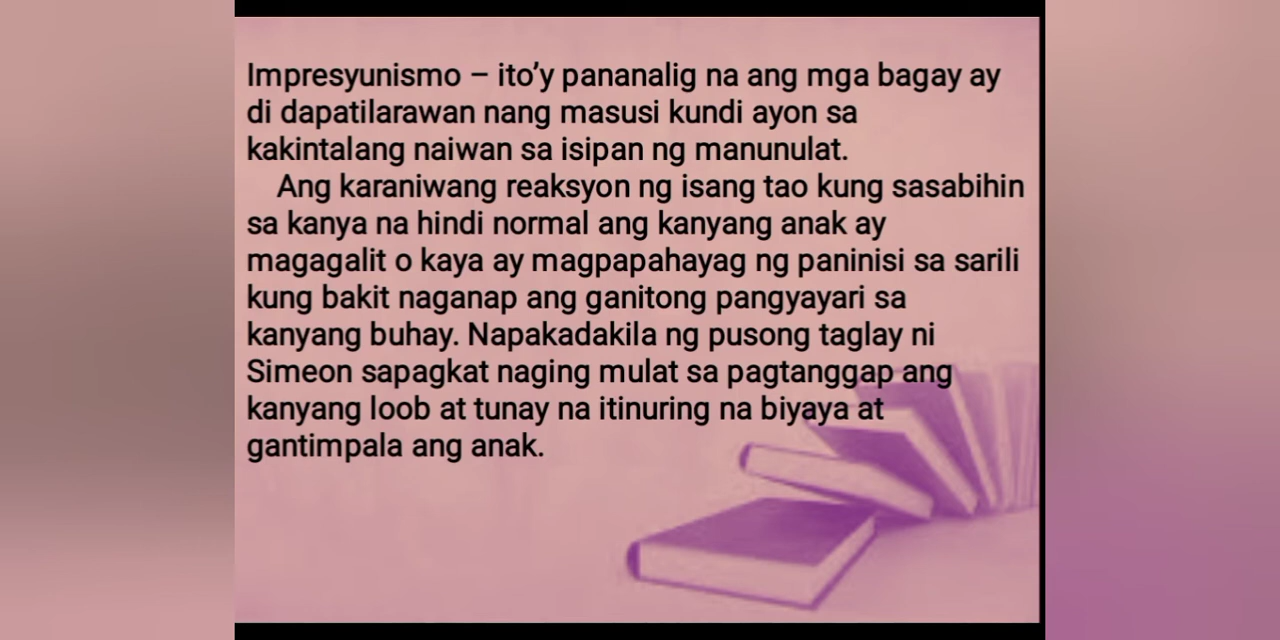 Impresyunismo – ito’y pananalig na ang mga bagay ay
di dapatilarawan nang masusi kundi ayon sa
kakintalang naiwan sa isipan ng manunulat.
Ang karaniwang reaksyon ng isang tao kung sasabihin
sa kanya na hindi normal ang kanyang anak ay
magagalit o kaya ay magpapahayag ng paninisi sa sarili
kung bakit naganap ang ganitong pangyayari sa
kanyang buhay. Napakadakila ng pusong taglay ni
Simeon sapagkat naging mulat sa pagtanggap ang
kanyang loob at tunay na itinuring na biyaya at
gantimpala ang anak.